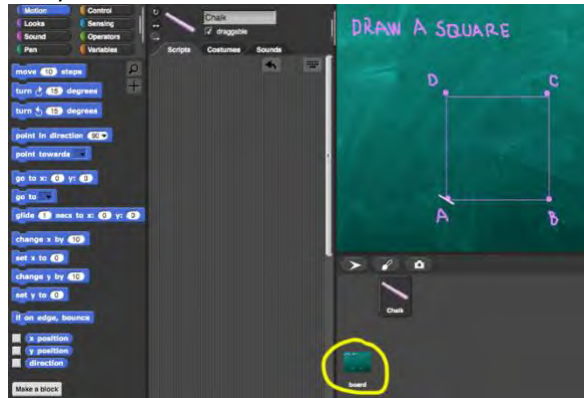 Motion Control
Looks Sensing
Sound Operators
Pen Variables
move 10 steps
turn 15 degrees
turn 15 degrees
point in direction 90
point towards
go to x: 0 y: 0
go to
glide 1 secs to x: 0 y: 0
change x by 10
set x to 0
change y by 10
set y to 0
if on edge, bounce
x position
y position
direction
Make a block
Chalk
draggable
Scripts Costumes Sounds
DRAW A SQUARE
D C
A B
Chalk
board